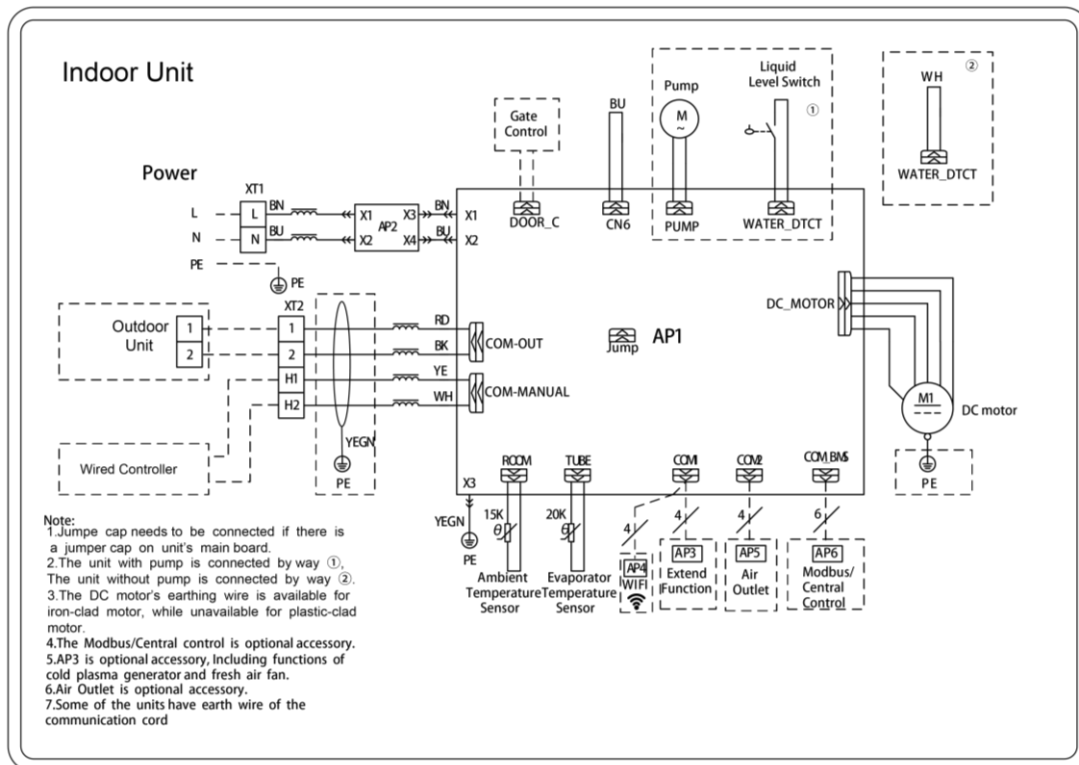 Indoor Unit
Power
XT1
L
L
BN
X1
X3
BN
X1
AP2
N
N
BU
X2
X4
BU
X2
PE
PE
Gate
Control
DOOR_C
BU
CN6
Pump
M
~
PUMP
Liquid
Level Switch
①
WATER_DTCT
②
WH
WATER_DTCT
XT2
Outdoor
Unit
1
2
1
2
H1
H2
RD
BK
YE
WH
COM-OUT
COM-MANUAL
YEGN
PE
Wired Controller
Jump
AP1
DC_MOTOR
M1
DC motor
PE
X3
YEGN
PE
ROOM
TUBE
COM1
COM2
COM_BMS
15K
θ
20K
θ
4
4
4
6
Ambient
Temperature
Sensor
Evaporator
Temperature
Sensor
AP4
WIFI
AP3
Extend
Function
AP5
Air
Outlet
AP6
Modbus/
Central
Control
Note:
1.Jumpe cap needs to be connected if there is
a jumper cap on unit's main board.
2.The unit with pump is connected by way ①,
The unit without pump is connected by way ②.
3.The DC motor's earthing wire is available for
iron-clad motor, while unavailable for plastic-clad
motor.
4.The Modbus/Central control is optional accessory.
5.AP3 is optional accessory, Including functions of
cold plasma generator and fresh air fan.
6.Air Outlet is optional accessory.
7.Some of the units have earth wire of the
communication cord